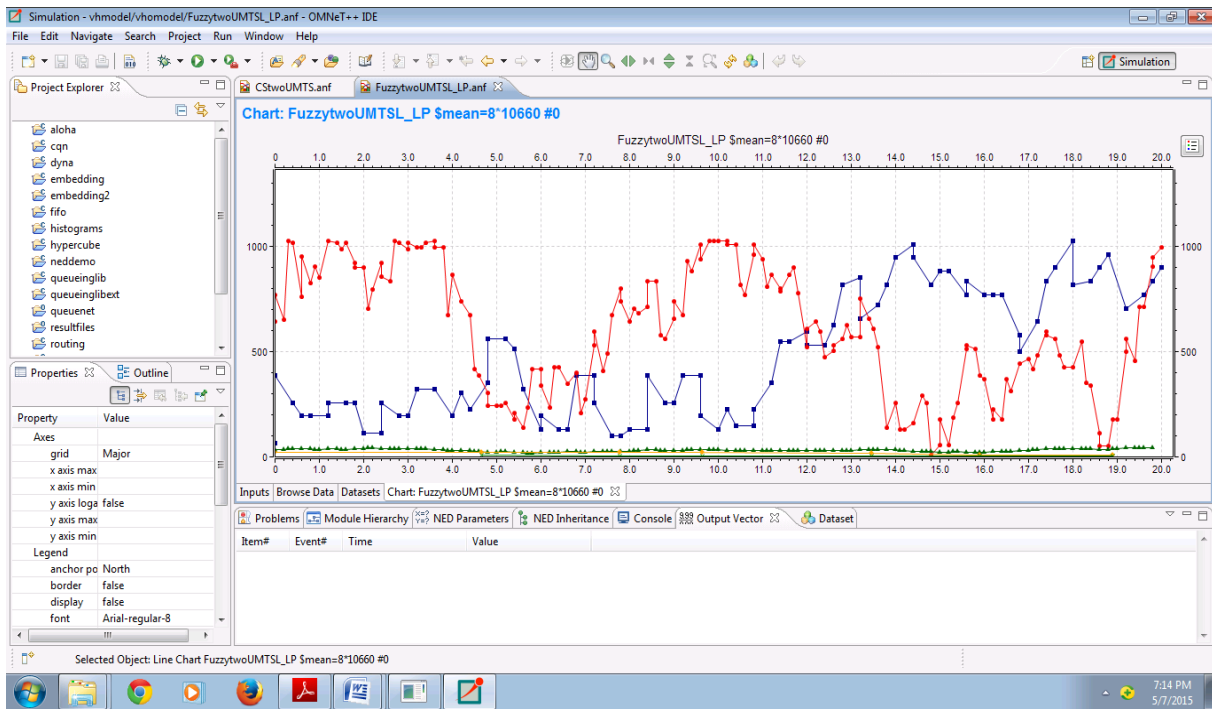 Simulation - vhmodel/vhomodel/FuzzytwoUMTSL_LP.anf - OMNeT++ IDE
File Edit Navigate Search Project Run Window Help
Simulation
Project Explorer
CStwoUMTS.anf FuzzytwoUMTSL_LP.anf
aloha
cqn
dyna
embedding
embedding2
fifo
histograms
hypercube
neddemo
queueinglib
queueinglibext
queuenet
resultfiles
routing
Chart: FuzzytwoUMTSL_LP $mean=8*10660 #0
FuzzytwoUMTSL_LP $mean=8*10660 #0
0 1.0 2.0 3.0 4.0 5.0 6.0 7.0 8.0 9.0 10.0 11.0 12.0 13.0 14.0 15.0 16.0 17.0 18.0 19.0 20.0
1000 1000
500 500
0 0
0.0 1.0 2.0 3.0 4.0 5.0 6.0 7.0 8.0 9.0 10.0 11.0 12.0 13.0 14.0 15.0 16.0 17.0 18.0 19.0 20.0
Inputs Browse Data Datasets Chart: FuzzytwoUMTSL_LP $mean=8*10660 #0
Properties Outline
Property Value
Axes
grid Major
x axis max
x axis min
y axis loga false
y axis max
y axis min
Legend
anchor po North
border false
display false
font Arial-regular-8
Problems Module Hierarchy NED Parameters NED Inheritance Console Output Vector Dataset
Item# Event# Time Value
Selected Object: Line Chart FuzzytwoUMTSL_LP $mean=8*10660 #0
7:14 PM
5/7/2015